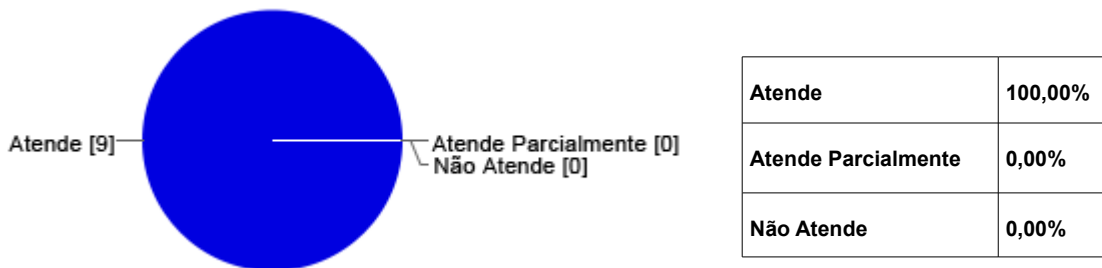 Atende [9]
Atende Parcialmente [0]
Não Atende [0]
Atende 100,00%
Atende Parcialmente 0,00%
Não Atende 0,00%